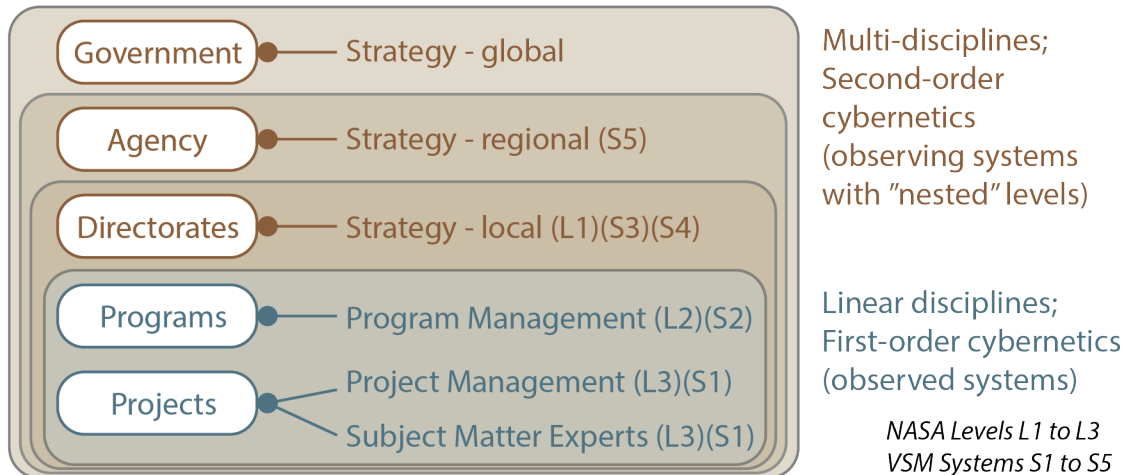 Government
Strategy - global
Agency
Strategy - regional (S5)
Directorates
Strategy - local (L1)(S3)(S4)
Programs
Program Management (L2)(S2)
Projects
Project Management (L3)(S1)
Subject Matter Experts (L3)(S1)
Multi-disciplines;
Second-order
cybernetics
(observing systems
with ”nested” levels)
Linear disciplines;
First-order cybernetics
(observed systems)
NASA Levels L1 to L3
VSM Systems S1 to S5